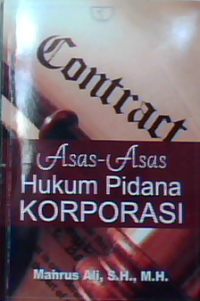 Contract
Asas-Asas
Hukum Pidana
KORPORASI
Mahrus Ali, S.H., M.H.